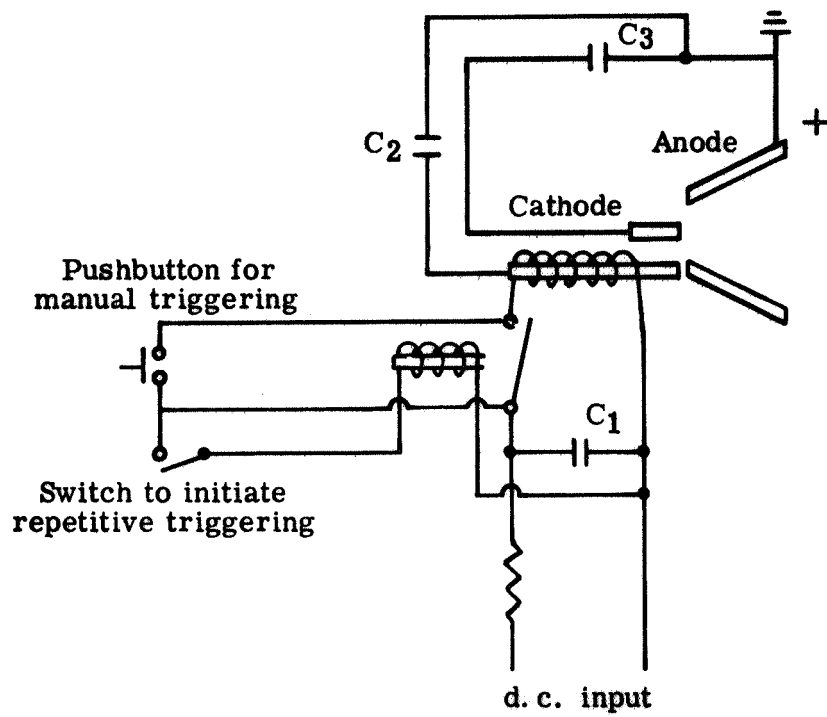 C3
+
C2
Anode
Cathode
Pushbutton for
manual triggering
C1
Switch to initiate
repetitive triggering
d. c. input